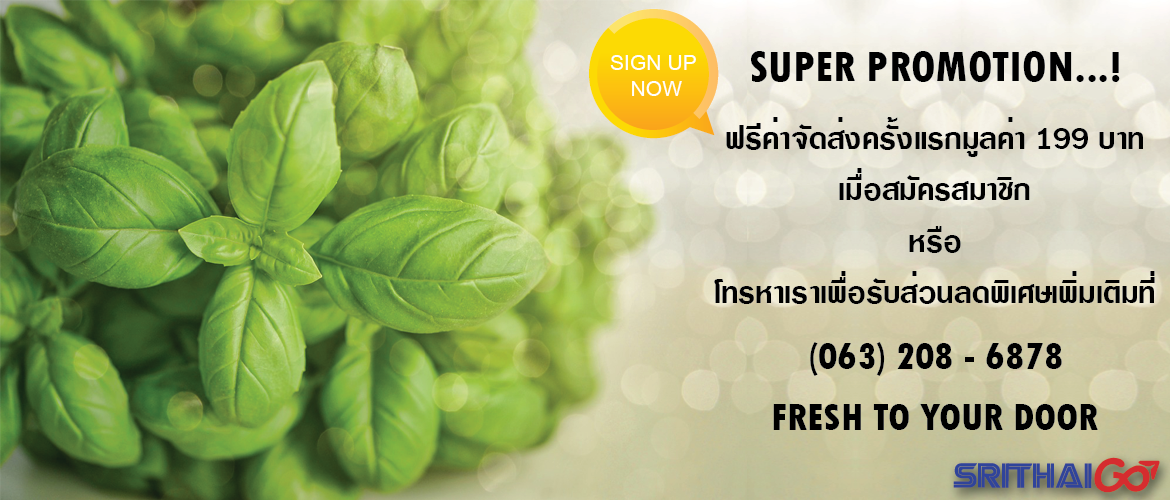 SIGN UP
NOW
SUPER PROMOTION...!
ฟรีค่าจัดส่งครั้งแรกมูลค่า 199 บาท
เมื่อสมัครสมาชิก
หรือ
โทรหาเราเพื่อรับส่วนลดพิเศษเพิ่มเติมที่
(063) 208 - 6878
FRESH TO YOUR DOOR
SRITHAIGO